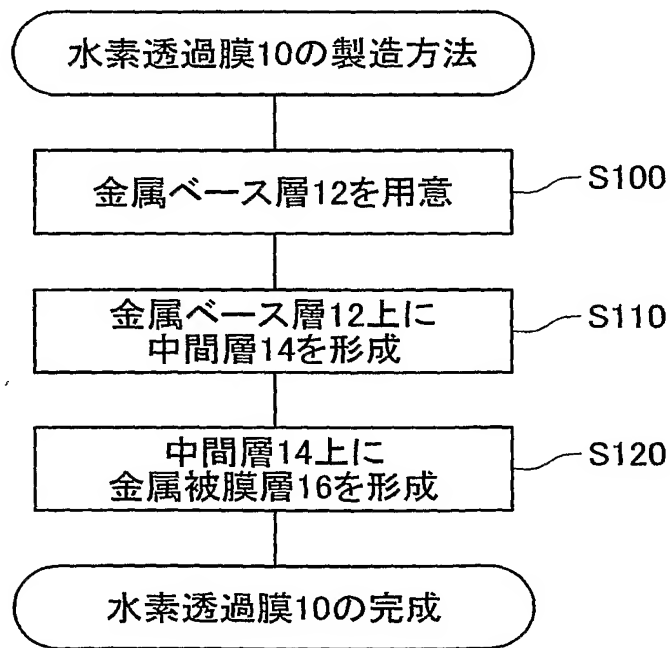 水素透過膜10の製造方法
金属ベース層12を用意
S100
金属ベース層12上に
中間層14を形成
S110
中間層14上に
金属被膜層16を形成
S120
水素透過膜10の完成